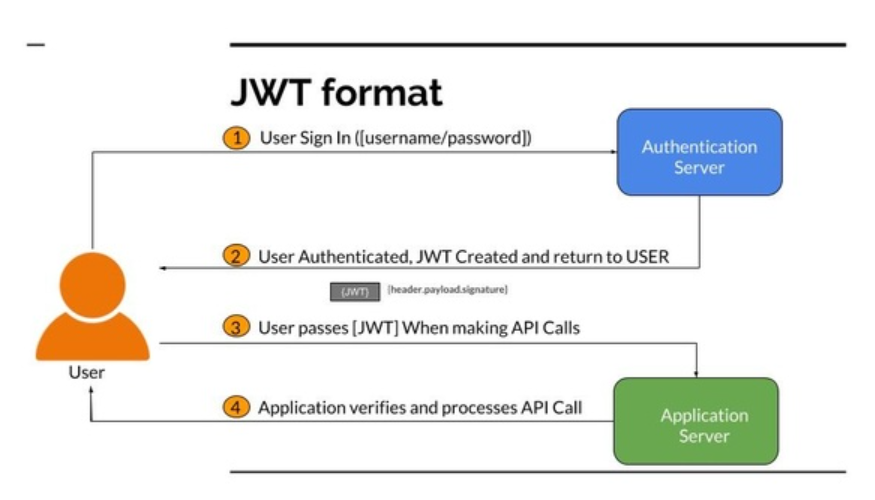 JWT format
1 User Sign In ([username/password])
Authentication
Server
2 User Authenticated, JWT Created and return to USER
(JWT) [header.payload.signature]
3 User passes [JWT] When making API Calls
User
4 Application verifies and processes API Call
Application
Server